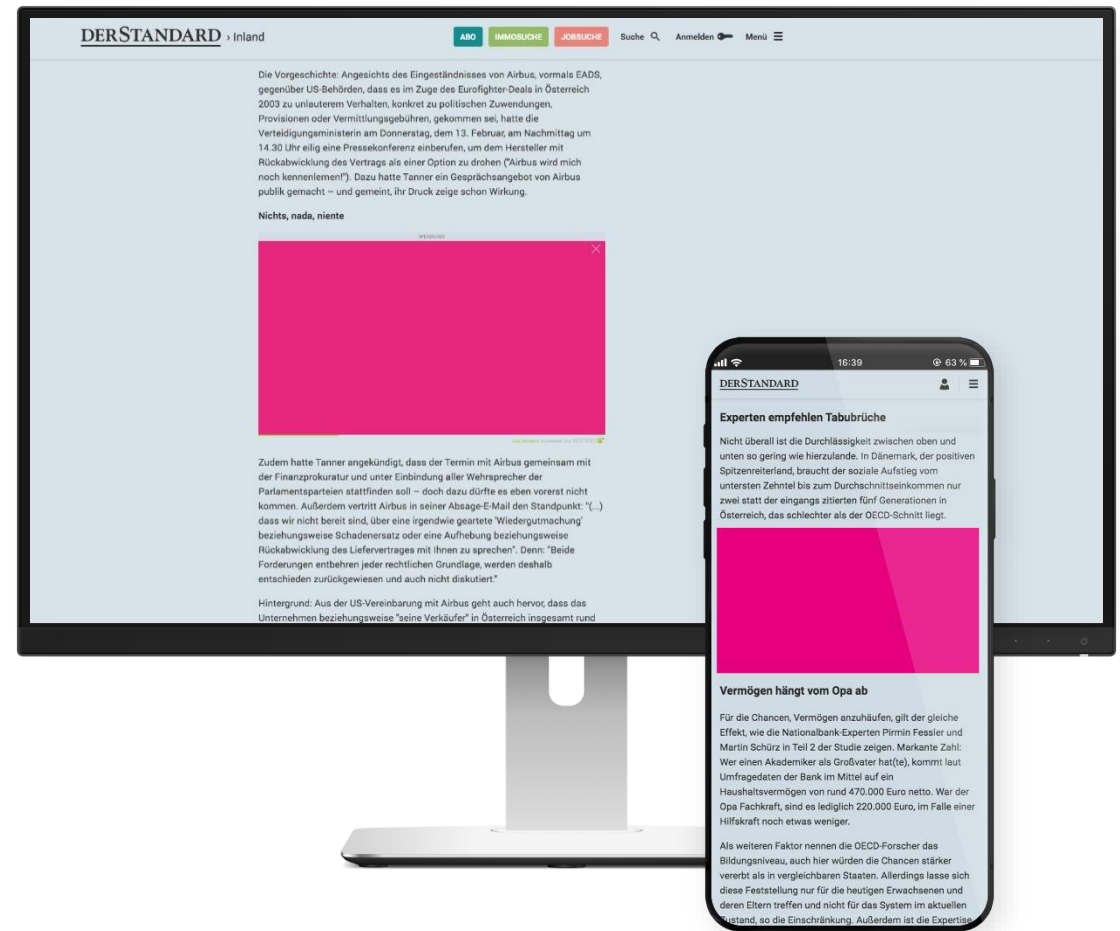 DERSTANDARD › Inland
ABO IMMOSUCHE JOBSUCHE Suche Anmelden Menü
Die Vorgeschichte: Angesichts des Eingeständnisses von Airbus, vormals EADS,
gegenüber US-Behörden, dass es im Zuge des Eurofighter-Deals in Österreich
2003 zu unlauterem Verhalten, konkret zu politischen Zuwendungen,
Provisionen oder Vermittlungsgebühren, gekommen sei, hatte die
Verteidigungsministerin am Donnerstag, dem 13. Februar, am Nachmittag um
14.30 Uhr eilig eine Pressekonferenz einberufen, um dem Hersteller mit
Rückabwicklung des Vertrags als einer Option zu drohen ("Airbus wird mich
noch kennenlernen!"). Dazu hatte Tanner ein Gesprächsangebot von Airbus
publik gemacht – und gemeint, ihr Druck zeige schon Wirkung.
Nichts, nada, niente
WERBUNG
Zudem hatte Tanner angekündigt, dass der Termin mit Airbus gemeinsam mit
der Finanzprokuratur und unter Einbindung aller Wehrsprecher der
Parlamentsparteien stattfinden soll – doch dazu dürfte es eben vorerst nicht
kommen. Außerdem vertritt Airbus in seiner Absage-E-Mail den Standpunkt: "(...)
dass wir nicht bereit sind, über eine irgendwie geartete 'Wiedergutmachung'
beziehungsweise Schadenersatz oder eine Aufhebung beziehungsweise
Rückabwicklung des Liefervertrages mit Ihnen zu sprechen". Denn: "Beide
Forderungen entbehren jeder rechtlichen Grundlage, werden deshalb
entschieden zurückgewiesen und auch nicht diskutiert."
Hintergrund: Aus der US-Vereinbarung mit Airbus geht auch hervor, dass das
Unternehmen beziehungsweise "seine Verkäufer" in Österreich insgesamt rund
16:39 63 %
DERSTANDARD
Experten empfehlen Tabubrüche
Nicht überall ist die Durchlässigkeit zwischen oben und
unten so gering wie hierzulande. In Dänemark, der positiven
Spitzenreiterland, braucht der soziale Aufstieg vom
untersten Zehntel bis zum Durchschnittseinkommen nur
zwei statt der eingangs zitierten fünf Generationen in
Österreich, das schlechter als der OECD-Schnitt liegt.
Vermögen hängt vom Opa ab
Für die Chancen, Vermögen anzuhäufen, gilt der gleiche
Effekt, wie die Nationalbank-Experten Pirmin Fessler und
Martin Schürz in Teil 2 der Studie zeigen. Markante Zahl:
Wer einen Akademiker als Großvater hat(te), kommt laut
Umfragedaten der Bank im Mittel auf ein
Haushaltsvermögen von rund 470.000 Euro netto. War der
Opa Fachkraft, sind es lediglich 220.000 Euro, im Falle einer
Hilfskraft noch etwas weniger.
Als weiteren Faktor nennen die OECD-Forscher das
Bildungsniveau, auch hier würden die Chancen stärker
vererbt als in vergleichbaren Staaten. Allerdings lasse sich
diese Feststellung nur für die heutigen Erwachsenen und
deren Eltern treffen und nicht für das System im aktuellen
Zustand, so die Einschränkung. Außerdem ist die Expertise